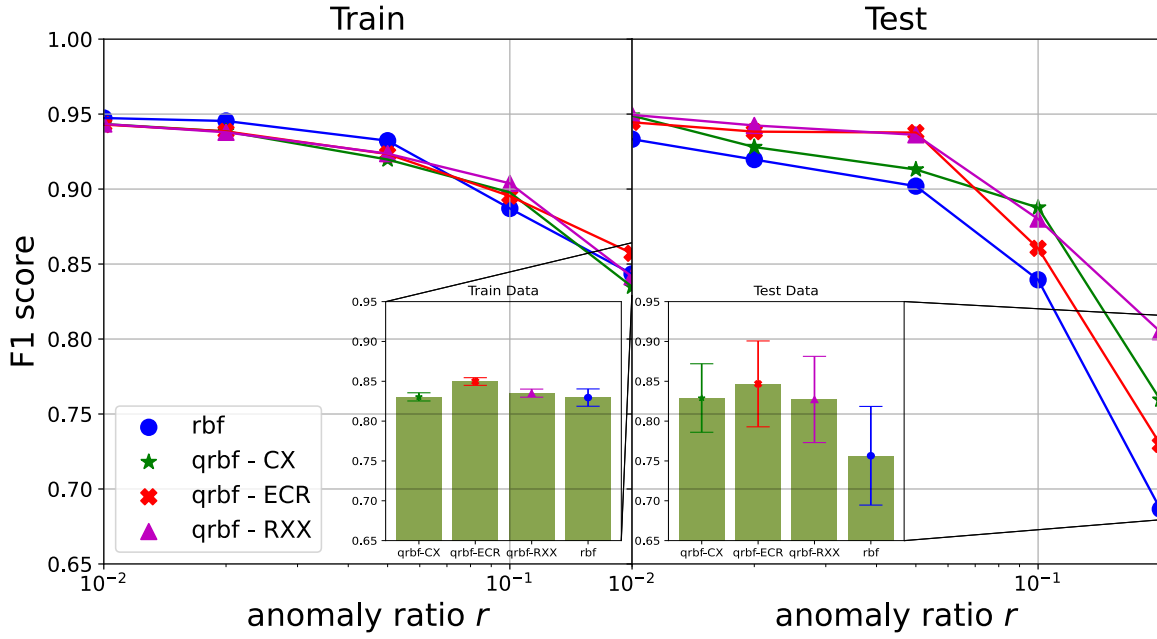 Train
Test
F1 score
1.00
0.95
0.90
0.85
0.80
0.75
0.70
0.65
Train Data
0.95
0.90
0.85
0.80
0.75
0.70
0.65
qrbf-CX qrbf-ECR qrbf-RXX rbf
Test Data
0.95
0.90
0.85
0.80
0.75
0.70
0.65
qrbf-CX qrbf-ECR qrbf-RXX rbf
rbf
qrbf - CX
qrbf - ECR
qrbf - RXX
10⁻² 10⁻¹ 10⁻² 10⁻¹
anomaly ratio r
anomaly ratio r